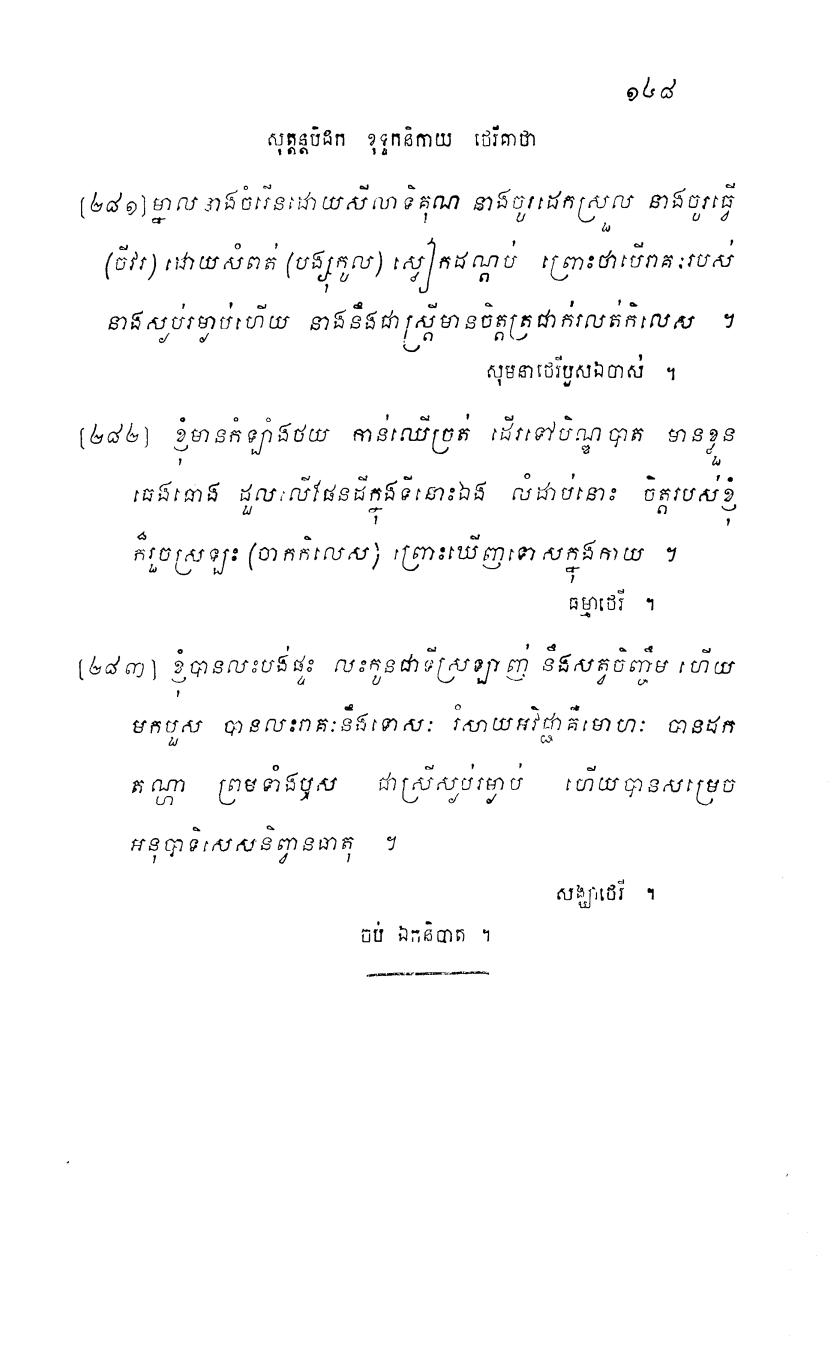 ១៤៨
សុត្តន្តបិដក ខុទ្ទកនិកាយ ថេរីគាថា
[៤៨១] ម្នាល នាងចំរើនដោយសីលាទិគុណ នាងចូរដេកស្រួល នាងចូរធ្វើ
(ចីវរ) ដោយសំពត់ (បង្សុកូល) ស្លៀកដណ្តប់ ព្រោះថាបើរាគៈរបស់
នាងស្ងប់រម្ងាប់ហើយ នាងនឹងជាស្ត្រីមានចិត្តត្រជាក់រលត់កិលេស ។
សុមនាថេរីបួសឯចាស់ ។
[៤៨២] ខ្ញុំមានកំឡាំងថយ កាន់ឈើច្រត់ ដើរទៅបិណ្ឌបាត មានខ្លួន
ធេងធោង ដួលលើផែនដីក្នុងទីនោះឯង លំដាប់នោះ ចិត្តរបស់ខ្ញុំ
ក៏រួចស្រឡះ (ចាកកិលេស) ព្រោះឃើញទោសក្នុងកាយ ។
ធម្មាថេរី ។
[៤៨៣] ខ្ញុំបានលះបង់ផ្ទះ លះកូនជាទីស្រឡាញ់ នឹងសត្វចិញ្ចឹម ហើយ
មកបួស បានលះរាគៈនឹងទោសៈ រំសាយអវិជ្ជាគឺមោហៈ បានដក
តណ្ហា ព្រមទាំងឫស ជាស្រីស្ងប់រម្ងាប់ ហើយបានសម្រេច
អនុបាទិសេសនិព្វានធាតុ ។
សង្ឃាថេរី ។
ចប់ ឯកនិបាត ។